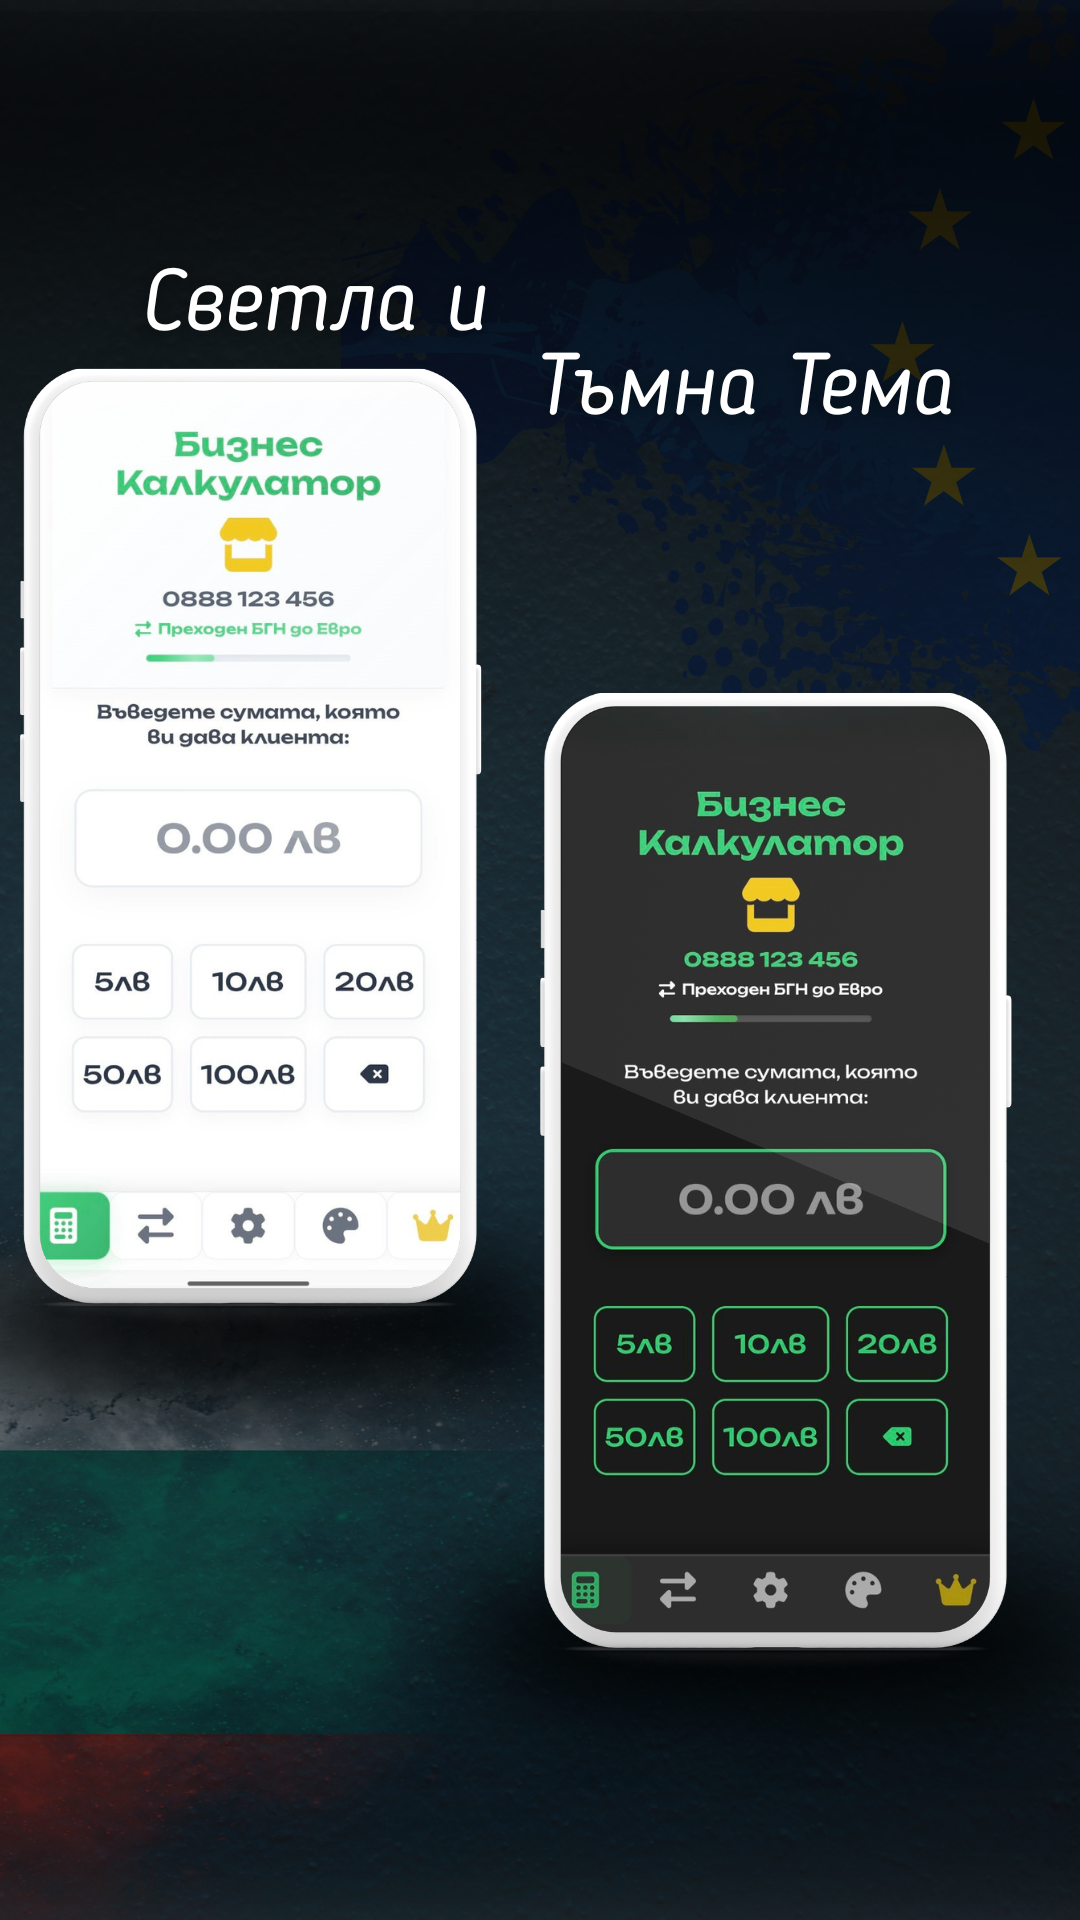 Светла и
Тъмна Тема
Бизнес
Калкулатор
0888 123 456
Преходен БГН до Евро
Въведете сумата, която
ви дава клиента:
0.00 лв
5лв
10лв
20лв
50лв
100лв
Бизнес
Калкулатор
0888 123 456
Преходен БГН до Евро
Въведете сумата, която
ви дава клиента:
0.00 лв
5лв
10лв
20лв
50лв
100лв